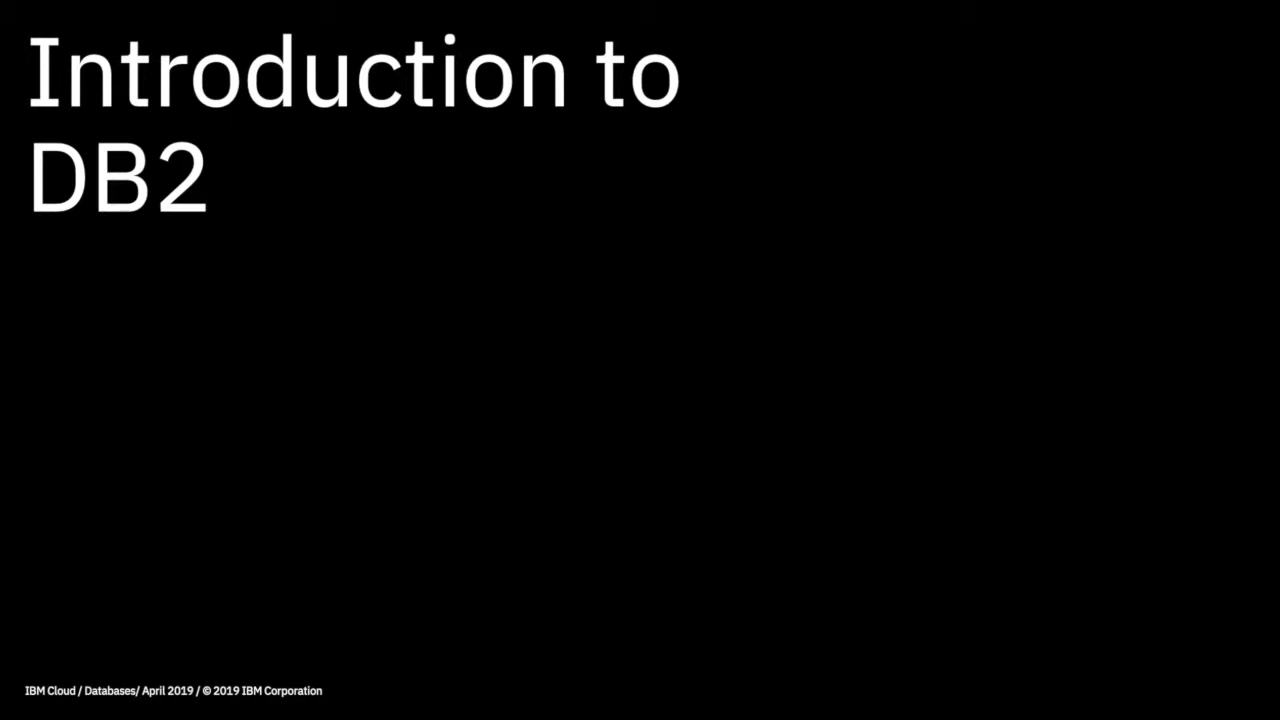 Introduction to
DB2
IBM Cloud / Databases/ April 2019 / © 2019 IBM Corporation